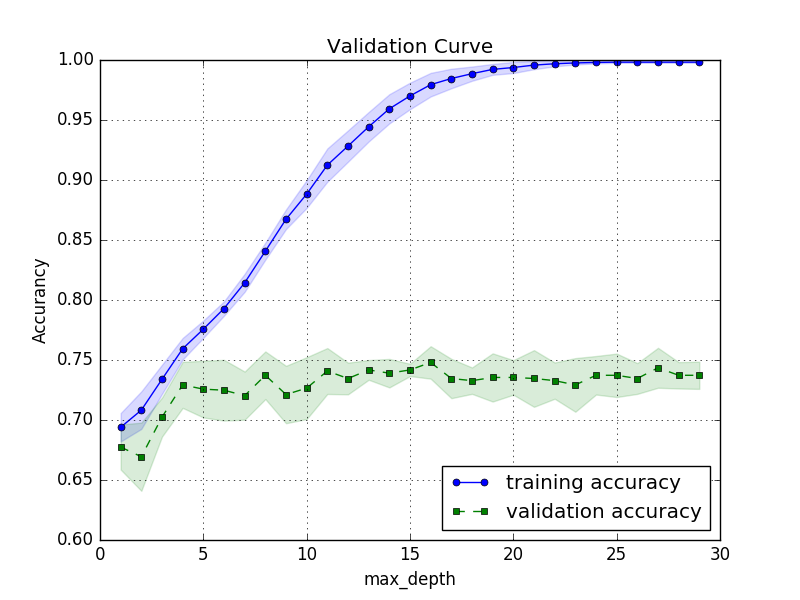 Validation Curve
1.00
0.95
0.90
0.85
0.80
0.75
0.70
0.65
0.60
Accurancy
0 5 10 15 20 25 30
max_depth
training accuracy
validation accuracy